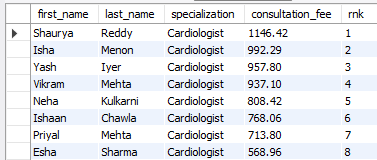 first_name last_name specialization consultation_fee rnk
Shaurya Reddy Cardiologist 1146.42 1
Isha Menon Cardiologist 992.29 2
Yash Iyer Cardiologist 957.80 3
Vikram Mehta Cardiologist 937.10 4
Neha Kulkarni Cardiologist 808.42 5
Ishaan Chawla Cardiologist 768.06 6
Priyal Mehta Cardiologist 713.80 7
Esha Sharma Cardiologist 568.96 8